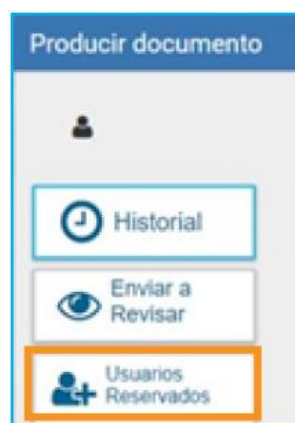 Producir documento
Historial
Enviar a
Revisar
Usuarios
Reservados